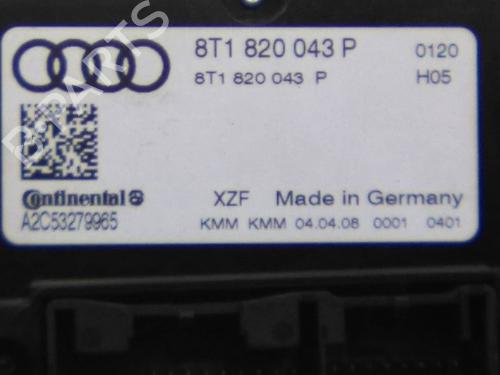 8T1 820 043 P 0120
8T1 820 043 P H05
Continental
XZF Made in Germany
A2C53279965
KMM KMM 04.04.08 0001 0401
B-PARTS